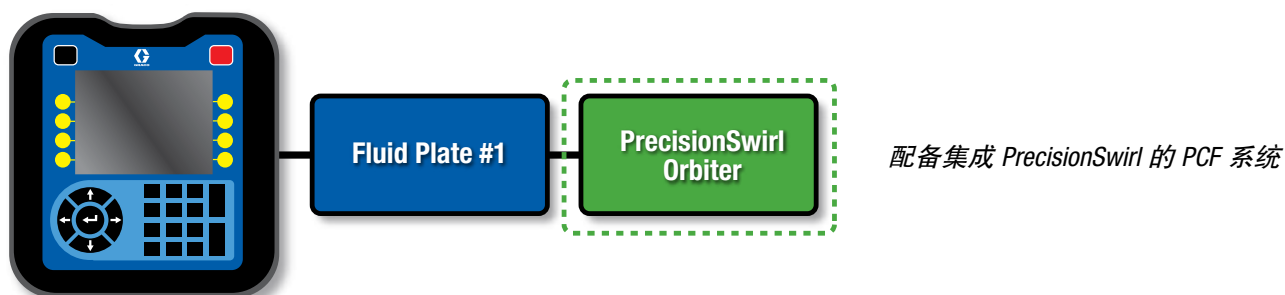 Fluid Plate #1
PrecisionSwirl
Orbiter
配备集成 PrecisionSwirl 的 PCF 系统